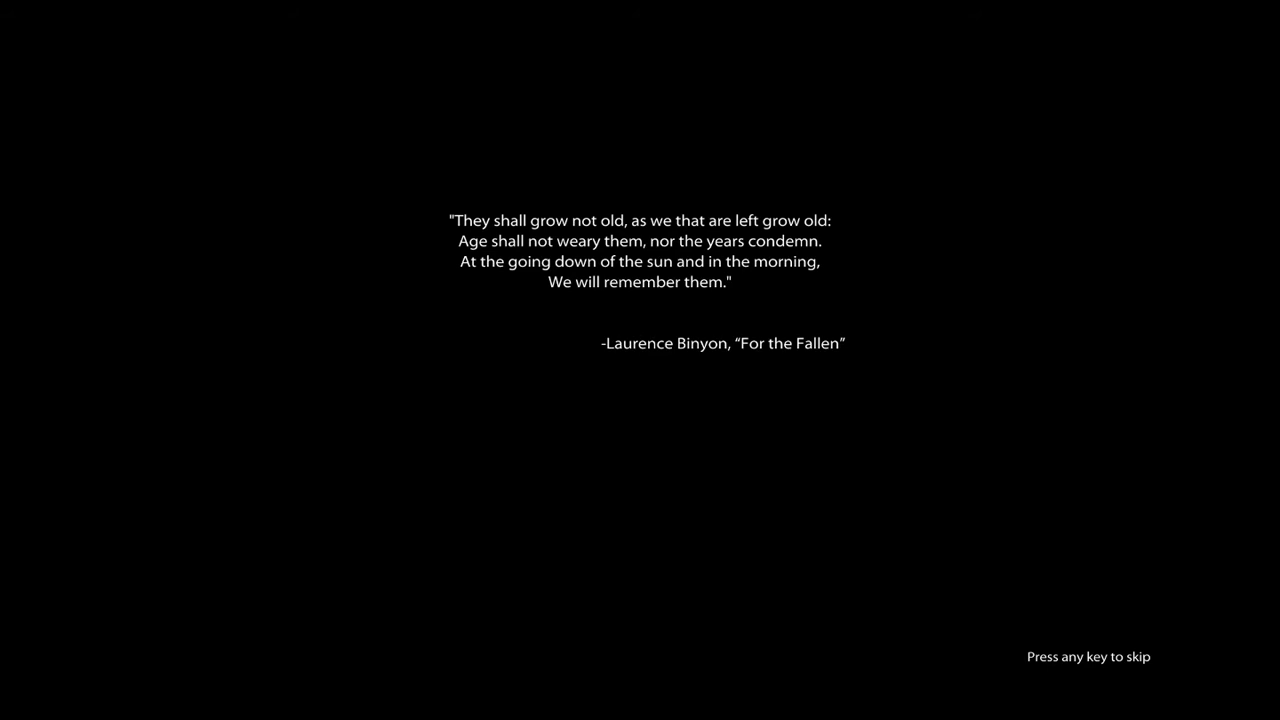 "They shall grow not old, as we that are left grow old:
Age shall not weary them, nor the years condemn.
At the going down of the sun and in the morning,
We will remember them."
-Laurence Binyon, “For the Fallen”
Press any key to skip